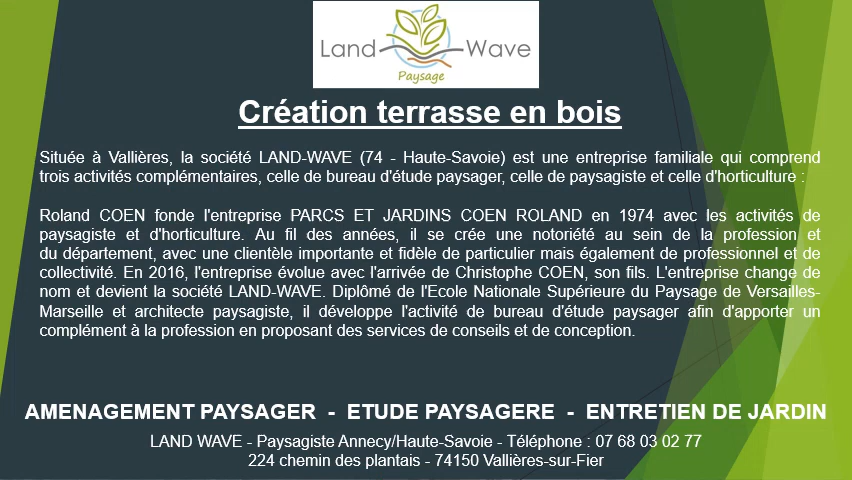 Land Wave
Paysage
Création terrasse en bois
Située à Vallières, la société LAND-WAVE (74 - Haute-Savoie) est une entreprise familiale qui comprend
trois activités complémentaires, celle de bureau d'étude paysager, celle de paysagiste et celle d'horticulture :
Roland COEN fonde l'entreprise PARCS ET JARDINS COEN ROLAND en 1974 avec les activités de
paysagiste et d'horticulture. Au fil des années, il se crée une notoriété au sein de la profession et
du département, avec une clientèle importante et fidèle de particulier mais également de professionnel et de
collectivité. En 2016, l'entreprise évolue avec l'arrivée de Christophe COEN, son fils. L'entreprise change de
nom et devient la société LAND-WAVE. Diplômé de l'Ecole Nationale Supérieure du Paysage de Versailles-
Marseille et architecte paysagiste, il développe l'activité de bureau d'étude paysager afin d'apporter un
complément à la profession en proposant des services de conseils et de conception.
AMENAGEMENT PAYSAGER - ETUDE PAYSAGERE - ENTRETIEN DE JARDIN
LAND WAVE - Paysagiste Annecy/Haute-Savoie - Téléphone : 07 68 03 02 77
224 chemin des plantais - 74150 Vallières-sur-Fier